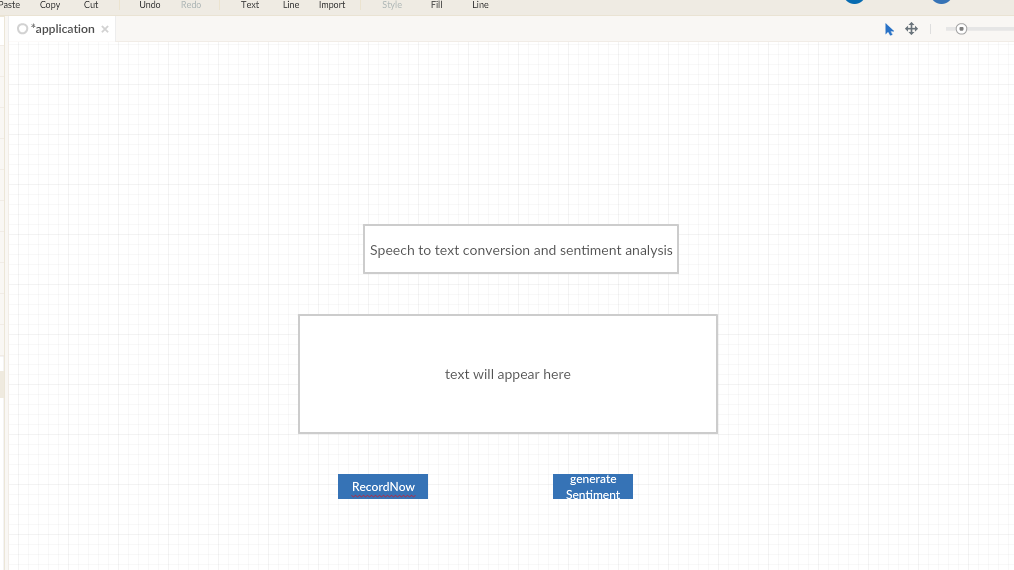 Paste Copy Cut Undo Redo Text Line Import Style Fill Line
*application
Speech to text conversion and sentiment analysis
text will appear here
RecordNow
generate
Sentiment